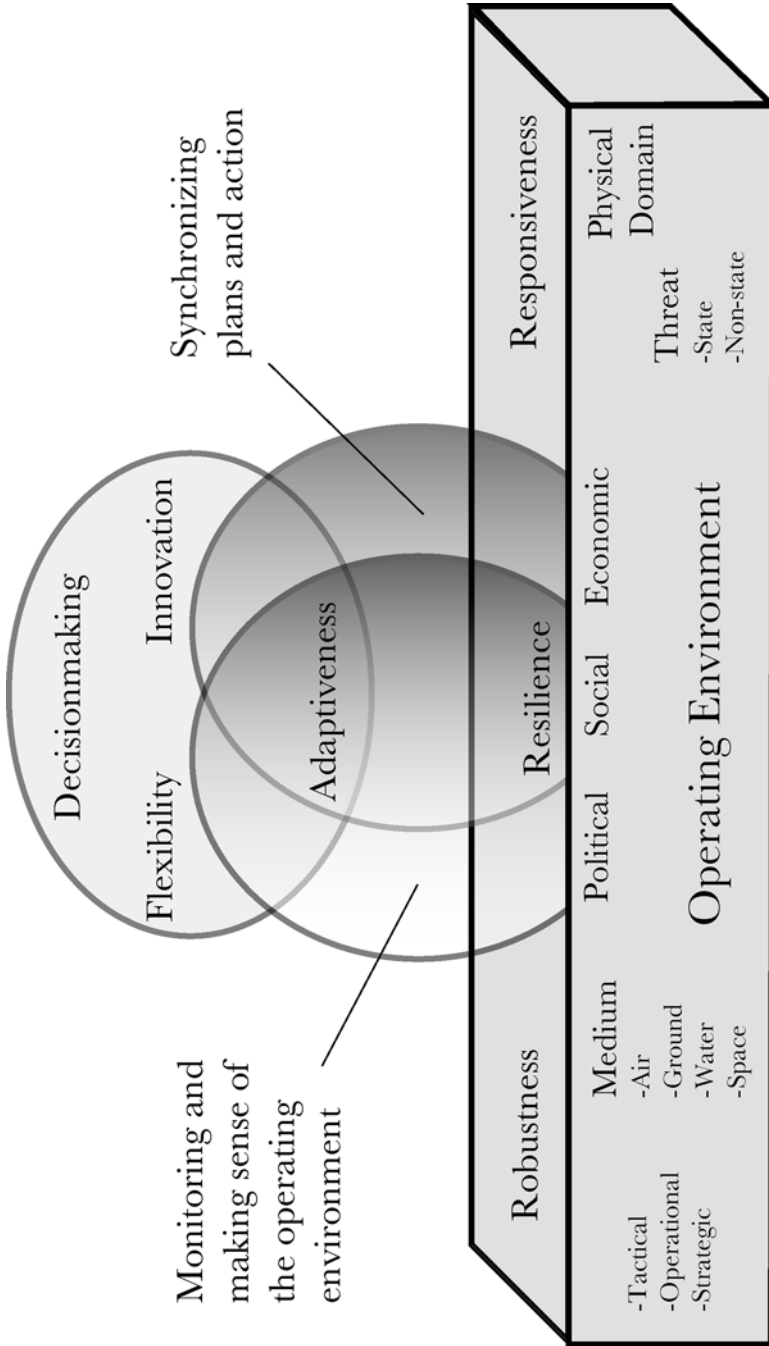 Decisionmaking
Flexibility
Innovation
Monitoring and
making sense of
the operating
environment
Synchronizing
plans and action
Adaptiveness
Robustness
Resilience
Responsiveness
-Tactical
-Operational
-Strategic
Medium
-Air
-Ground
-Water
-Space
Political
Social
Economic
Operating Environment
Threat
-State
-Non-state
Physical
Domain